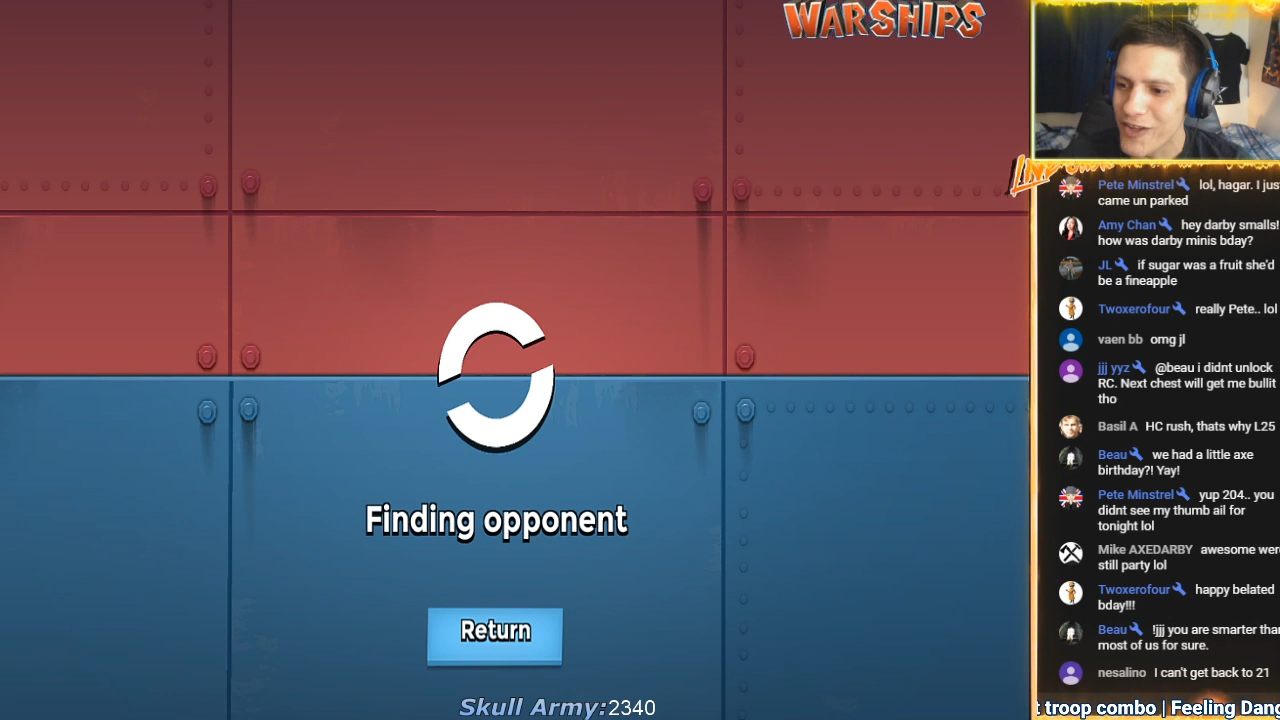 WARSHIPS
LIVE
Pete Minstrel lol, hagar. I jus
came un parked
Amy Chan hey darby smalls!
how was darby minis bday?
JL if sugar was a fruit she'd
be a fineapple
Twoxerofour really Pete.. lol
vaen bb omg jl
jjj yyz @beau i didnt unlock
RC. Next chest will get me bullit
tho
Basil A HC rush, thats why L25
Beau we had a little axe
birthday?! Yay!
Pete Minstrel yup 204.. you
didnt see my thumb ail for
tonight lol
Mike AXEDARBY awesome were
still party lol
Twoxerofour happy belated
bday!!!
Beau !jjj you are smarter than
most of us for sure.
nesalino I can't get back to 21
Finding opponent
Return
Skull Army:2340
t troop combo | Feeling Dang